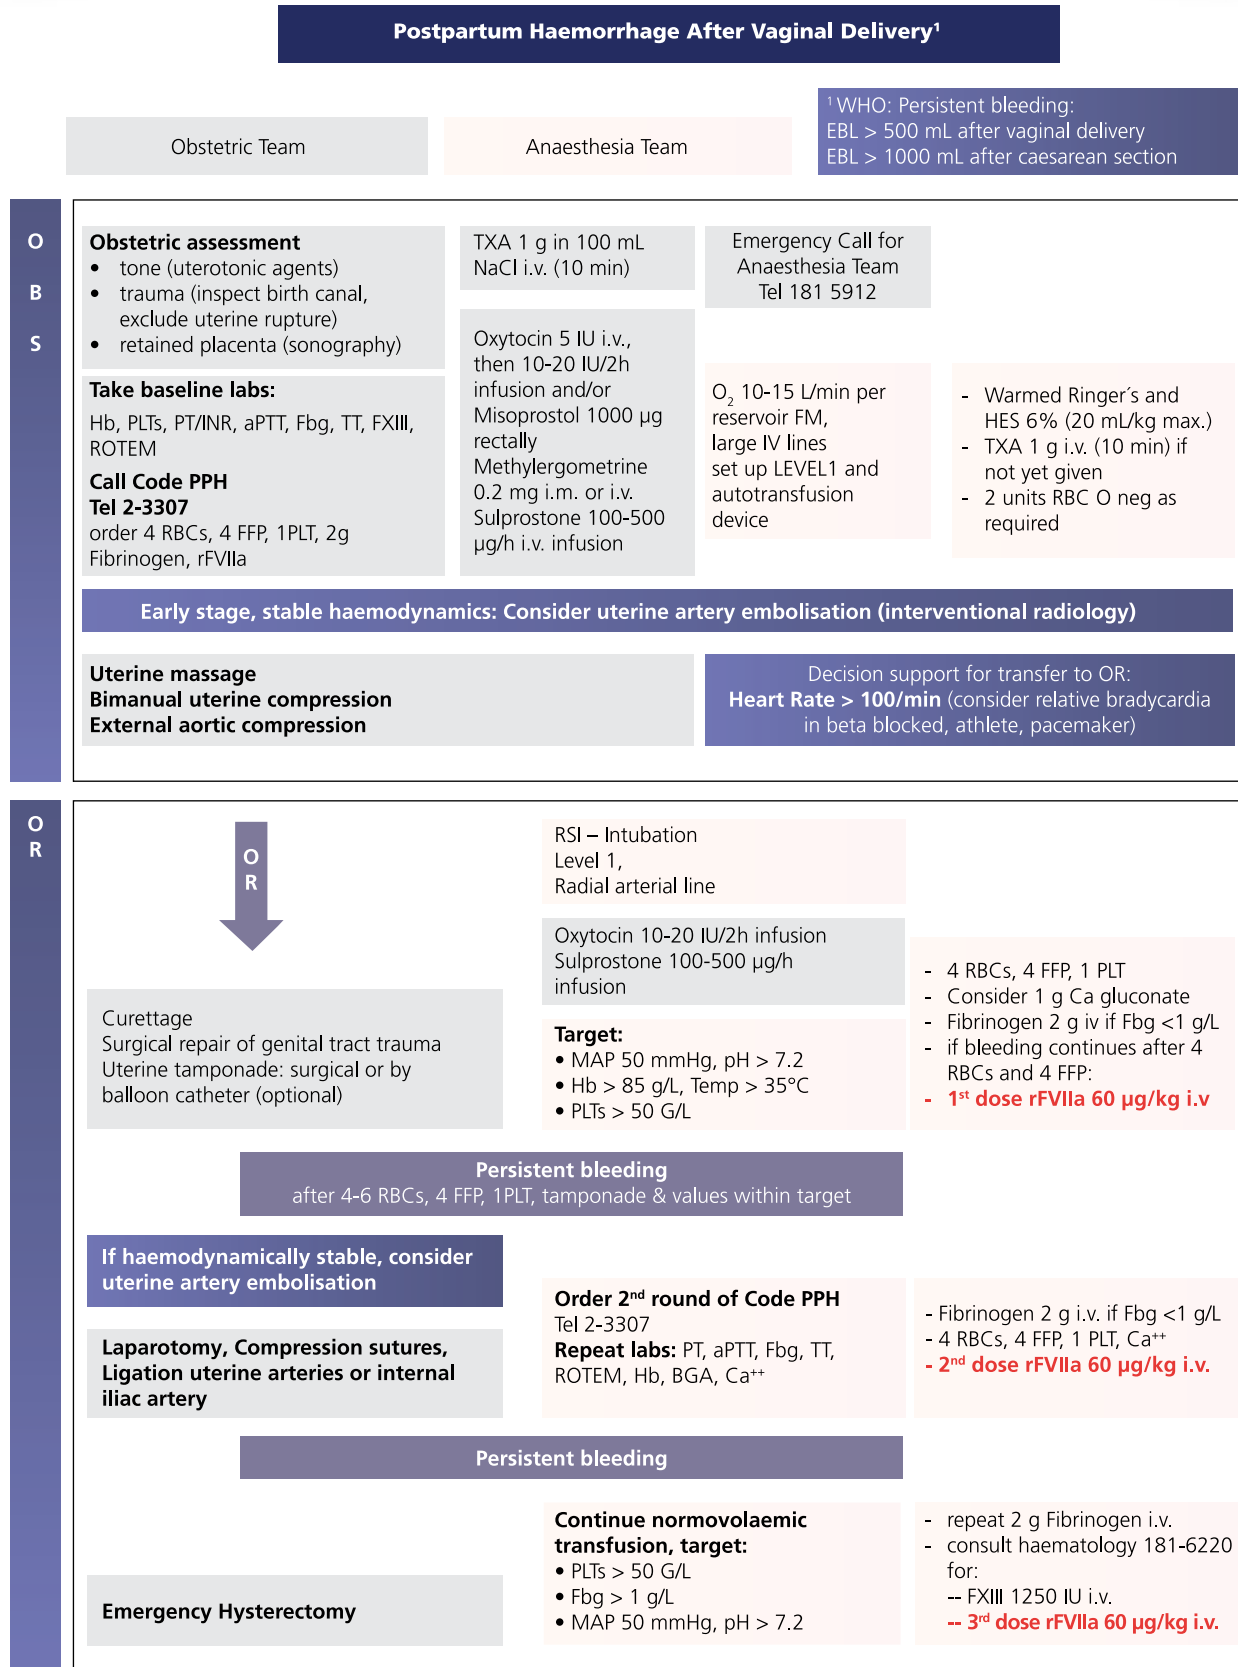 Postpartum Haemorrhage After Vaginal Delivery¹
Obstetric Team
Anaesthesia Team
¹ WHO: Persistent bleeding:
EBL > 500 mL after vaginal delivery
EBL > 1000 mL after caesarean section
O
B
S
Obstetric assessment
• tone (uterotonic agents)
• trauma (inspect birth canal,
exclude uterine rupture)
• retained placenta (sonography)
Take baseline labs:
Hb, PLTs, PT/INR, aPTT, Fbg, TT, FXIII,
ROTEM
Call Code PPH
Tel 2-3307
order 4 RBCs, 4 FFP, 1PLT, 2g
Fibrinogen, rFVIIa
TXA 1 g in 100 mL
NaCl i.v. (10 min)
Oxytocin 5 IU i.v.,
then 10-20 IU/2h
infusion and/or
Misoprostol 1000 µg
rectally
Methylergometrine
0.2 mg i.m. or i.v.
Sulprostone 100-500
µg/h i.v. infusion
Emergency Call for
Anaesthesia Team
Tel 181 5912
O₂ 10-15 L/min per
reservoir FM,
large IV lines
set up LEVEL1 and
autotransfusion
device
- Warmed Ringer´s and
HES 6% (20 mL/kg max.)
- TXA 1 g i.v. (10 min) if
not yet given
- 2 units RBC O neg as
required
Early stage, stable haemodynamics: Consider uterine artery embolisation (interventional radiology)
Uterine massage
Bimanual uterine compression
External aortic compression
Decision support for transfer to OR:
Heart Rate > 100/min (consider relative bradycardia
in beta blocked, athlete, pacemaker)
O
R
O
R
Curettage
Surgical repair of genital tract trauma
Uterine tamponade: surgical or by
balloon catheter (optional)
RSI – Intubation
Level 1,
Radial arterial line
Oxytocin 10-20 IU/2h infusion
Sulprostone 100-500 µg/h
infusion
Target:
• MAP 50 mmHg, pH > 7.2
• Hb > 85 g/L, Temp > 35°C
• PLTs > 50 G/L
- 4 RBCs, 4 FFP, 1 PLT
- Consider 1 g Ca gluconate
- Fibrinogen 2 g iv if Fbg <1 g/L
- if bleeding continues after 4
RBCs and 4 FFP:
- 1st dose rFVIIa 60 µg/kg i.v
Persistent bleeding
after 4-6 RBCs, 4 FFP, 1PLT, tamponade & values within target
If haemodynamically stable, consider
uterine artery embolisation
Laparotomy, Compression sutures,
Ligation uterine arteries or internal
iliac artery
Order 2nd round of Code PPH
Tel 2-3307
Repeat labs: PT, aPTT, Fbg, TT,
ROTEM, Hb, BGA, Ca⁺⁺
- Fibrinogen 2 g i.v. if Fbg <1 g/L
- 4 RBCs, 4 FFP, 1 PLT, Ca⁺⁺
- 2nd dose rFVIIa 60 µg/kg i.v.
Persistent bleeding
Emergency Hysterectomy
Continue normovolaemic
transfusion, target:
• PLTs > 50 G/L
• Fbg > 1 g/L
• MAP 50 mmHg, pH > 7.2
- repeat 2 g Fibrinogen i.v.
- consult haematology 181-6220
for:
-- FXIII 1250 IU i.v.
-- 3rd dose rFVIIa 60 µg/kg i.v.